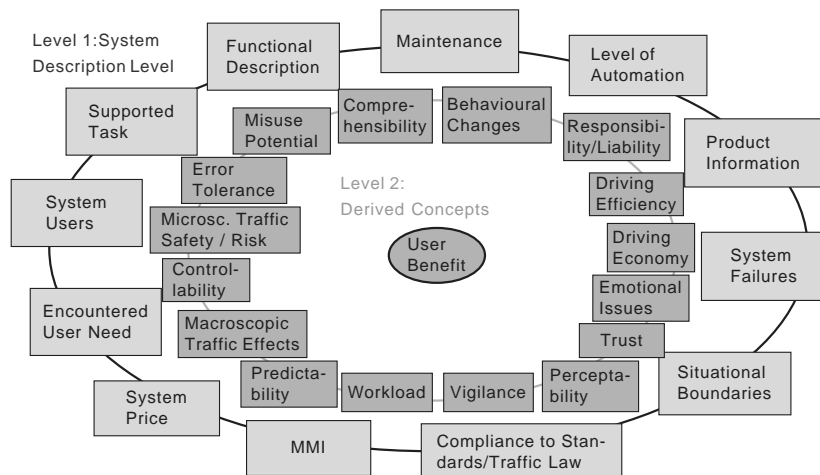 Level 1:System
Description Level
Functional
Description
Maintenance
Level of
Automation
Supported
Task
Misuse
Potential
Compre-
hensibility
Behavioural
Changes
Responsibi-
lity/Liability
Product
Information
Error
Tolerance
Level 2:
Derived Concepts
Driving
Efficiency
System
Users
Microsc. Traffic
Safety / Risk
User
Benefit
Driving
Economy
System
Failures
Control-
lability
Emotional
Issues
Encountered
User Need
Macroscopic
Traffic Effects
Trust
Situational
Boundaries
System
Price
Predicta-
bility
Workload
Vigilance
Percepta-
bility
MMI
Compliance to Stan-
dards/Traffic Law